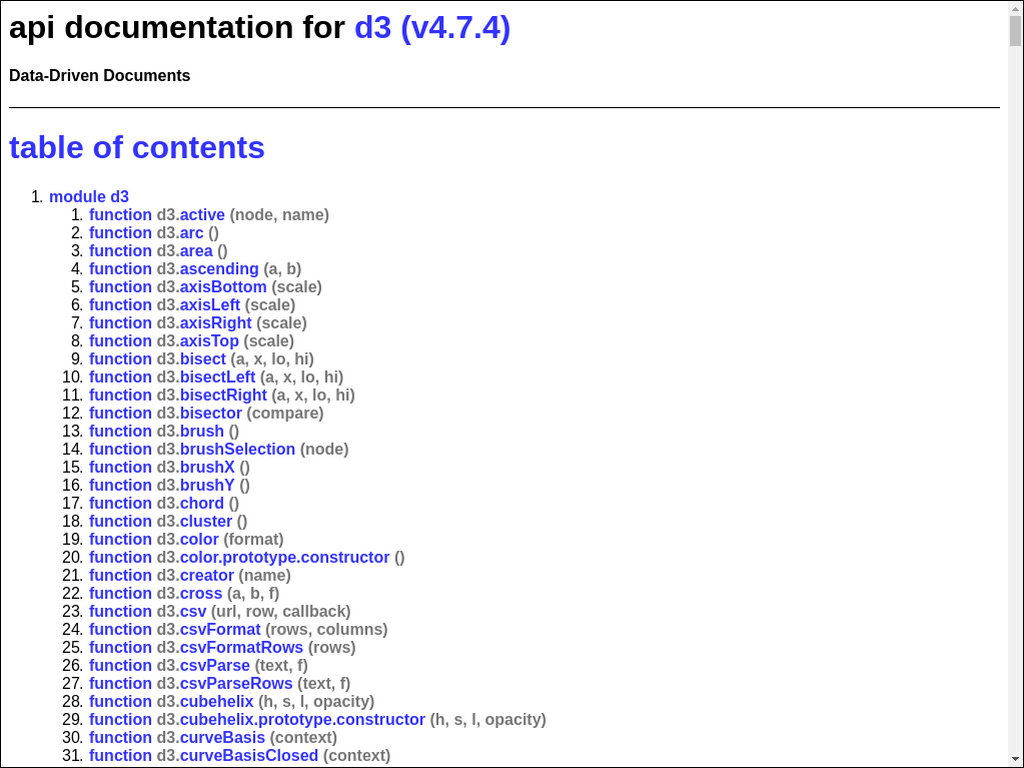 api documentation for d3 (v4.7.4)
Data-Driven Documents
table of contents
1. module d3
1. function d3.active (node, name)
2. function d3.arc ()
3. function d3.area ()
4. function d3.ascending (a, b)
5. function d3.axisBottom (scale)
6. function d3.axisLeft (scale)
7. function d3.axisRight (scale)
8. function d3.axisTop (scale)
9. function d3.bisect (a, x, lo, hi)
10. function d3.bisectLeft (a, x, lo, hi)
11. function d3.bisectRight (a, x, lo, hi)
12. function d3.bisector (compare)
13. function d3.brush ()
14. function d3.brushSelection (node)
15. function d3.brushX ()
16. function d3.brushY ()
17. function d3.chord ()
18. function d3.cluster ()
19. function d3.color (format)
20. function d3.color.prototype.constructor ()
21. function d3.creator (name)
22. function d3.cross (a, b, f)
23. function d3.csv (url, row, callback)
24. function d3.csvFormat (rows, columns)
25. function d3.csvFormatRows (rows)
26. function d3.csvParse (text, f)
27. function d3.csvParseRows (text, f)
28. function d3.cubehelix (h, s, l, opacity)
29. function d3.cubehelix.prototype.constructor (h, s, l, opacity)
30. function d3.curveBasis (context)
31. function d3.curveBasisClosed (context)